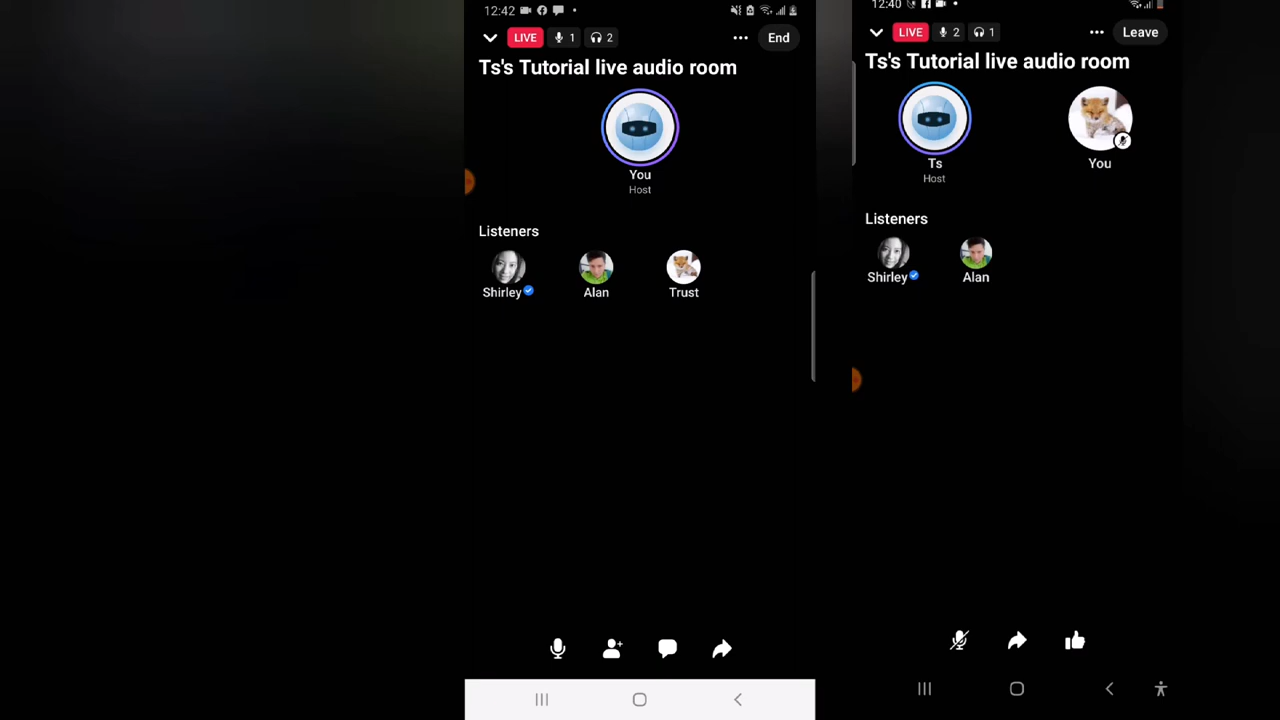 12:42
LIVE 1 2 End
Ts's Tutorial live audio room
You
Host
Listeners
Shirley Alan Trust
12:40
LIVE 2 1 Leave
Ts's Tutorial live audio room
Ts You
Host
Listeners
Shirley Alan